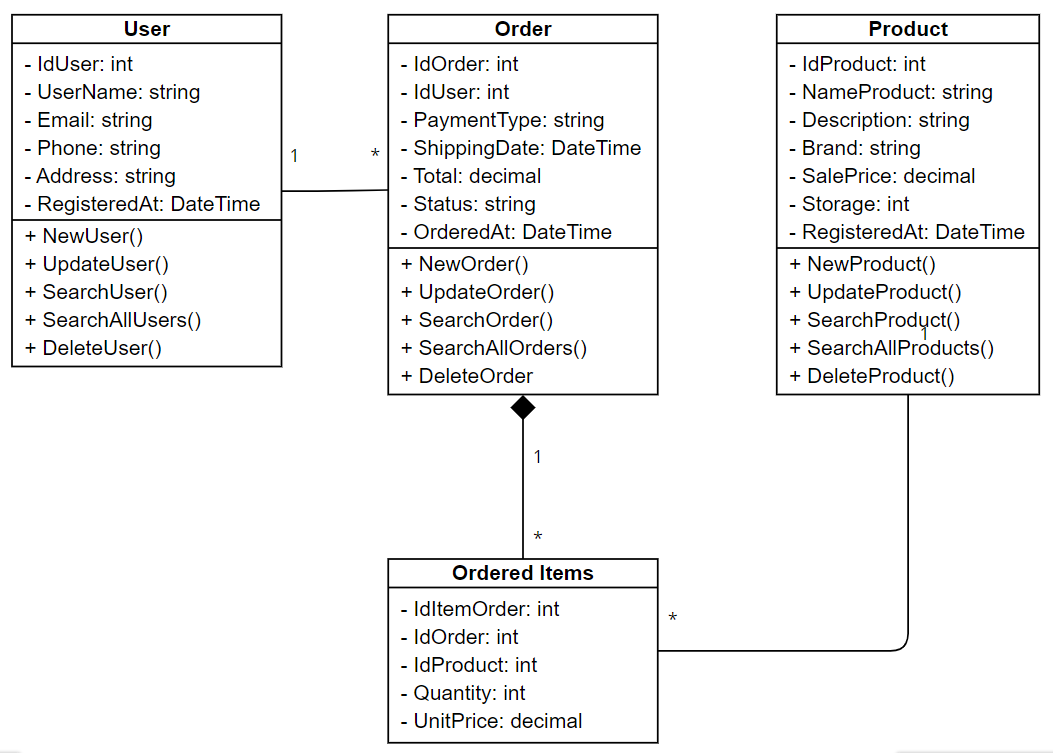 User
- IdUser: int
- UserName: string
- Email: string
- Phone: string
- Address: string
- RegisteredAt: DateTime
+ NewUser()
+ UpdateUser()
+ SearchUser()
+ SearchAllUsers()
+ DeleteUser()
1
*
Order
- IdOrder: int
- IdUser: int
- PaymentType: string
- ShippingDate: DateTime
- Total: decimal
- Status: string
- OrderedAt: DateTime
+ NewOrder()
+ UpdateOrder()
+ SearchOrder()
+ SearchAllOrders()
+ DeleteOrder
Product
- IdProduct: int
- NameProduct: string
- Description: string
- Brand: string
- SalePrice: decimal
- Storage: int
- RegisteredAt: DateTime
+ NewProduct()
+ UpdateProduct()
+ SearchProduct()
1
+ SearchAllProducts()
+ DeleteProduct()
1
*
Ordered Items
- IdItemOrder: int
- IdOrder: int
- IdProduct: int
- Quantity: int
- UnitPrice: decimal
*